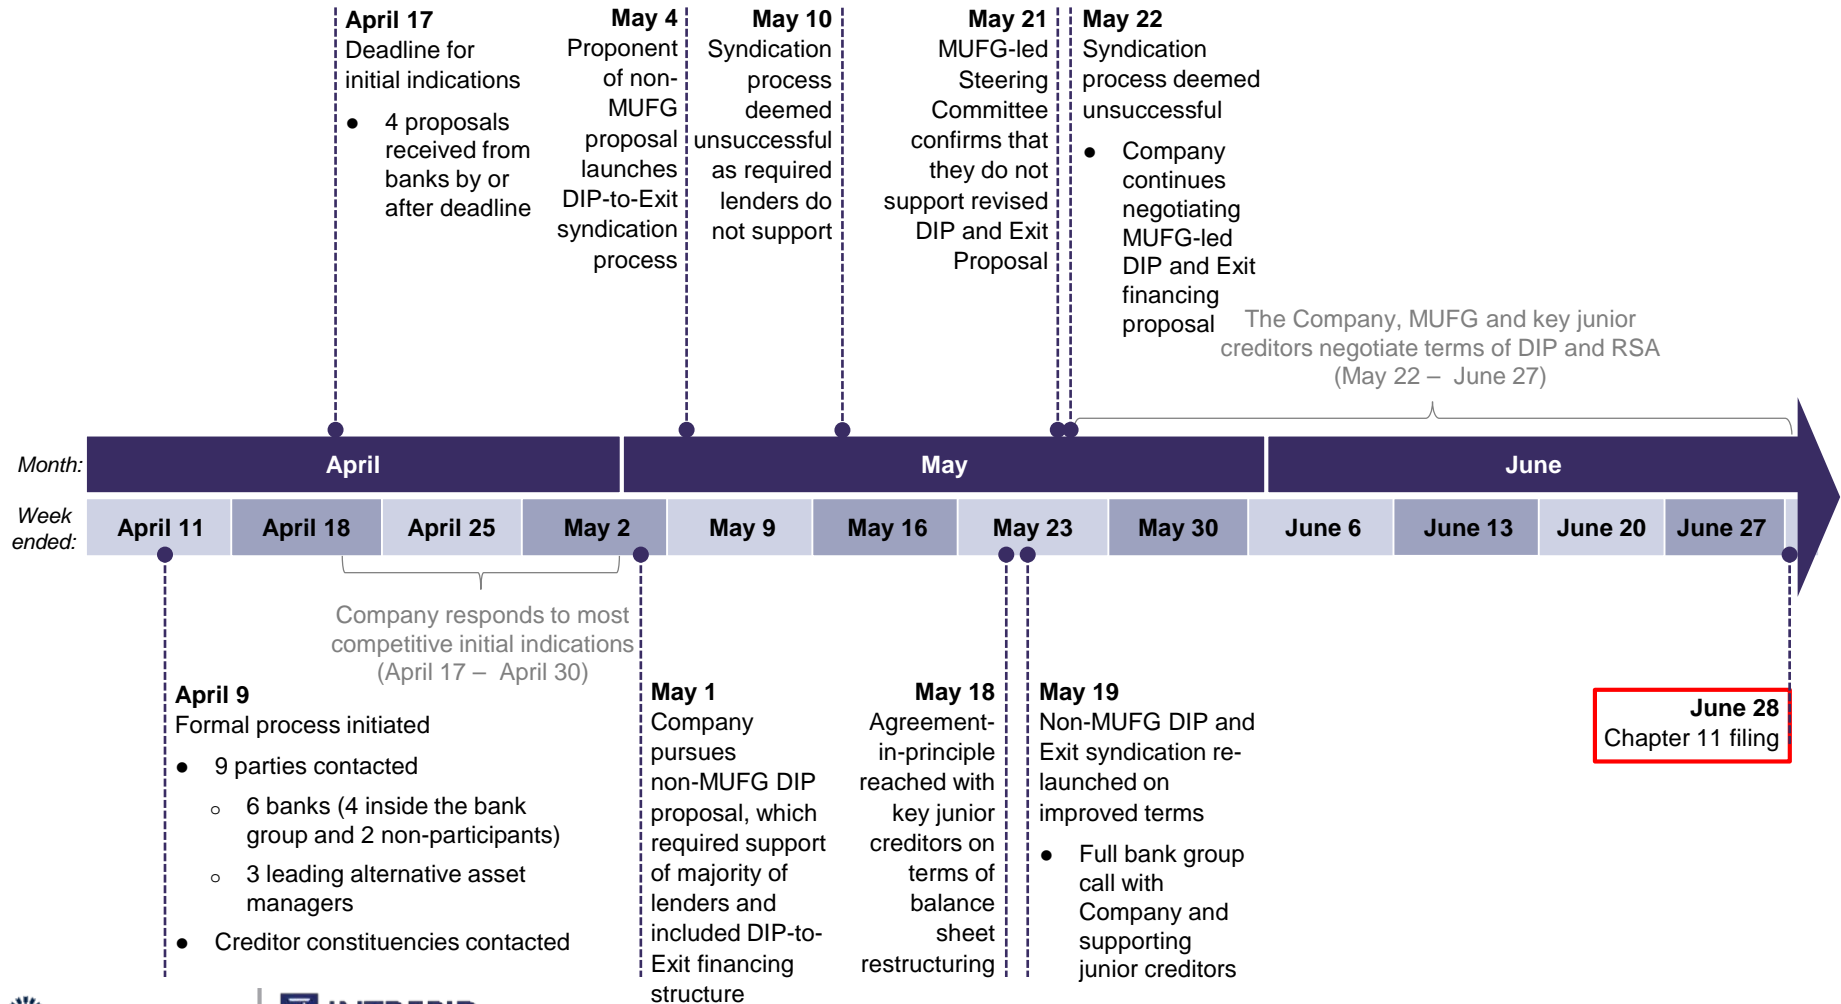 April 17
Deadline for
initial indications
● 4 proposals
received from
banks by or
after deadline
May 4
Proponent
of non-
MUFG
proposal
launches
DIP-to-Exit
syndication
process
May 10
Syndication
process
deemed
unsuccessful
as required
lenders do
not support
May 21
MUFG-led
Steering
Committee
confirms that
they do not
support revised
DIP and Exit
Proposal
May 22
Syndication
process deemed
unsuccessful
● Company
continues
negotiating
MUFG-led
DIP and Exit
financing
proposal
The Company, MUFG and key junior
creditors negotiate terms of DIP and RSA
(May 22 – June 27)
Month: April May June
Week
ended:
April 11 April 18 April 25 May 2 May 9 May 16 May 23 May 30 June 6 June 13 June 20 June 27
Company responds to most
competitive initial indications
(April 17 – April 30)
April 9
Formal process initiated
● 9 parties contacted
o 6 banks (4 inside the bank
group and 2 non-participants)
o 3 leading alternative asset
managers
● Creditor constituencies contacted
May 1
Company
pursues
non-MUFG DIP
proposal, which
required support
of majority of
lenders and
included DIP-to-
Exit financing
structure
May 18
Agreement-
in-principle
reached with
key junior
creditors on
terms of
balance
sheet
restructuring
May 19
Non-MUFG DIP and
Exit syndication re-
launched on
improved terms
● Full bank group
call with
Company and
supporting
junior creditors
June 28
Chapter 11 filing